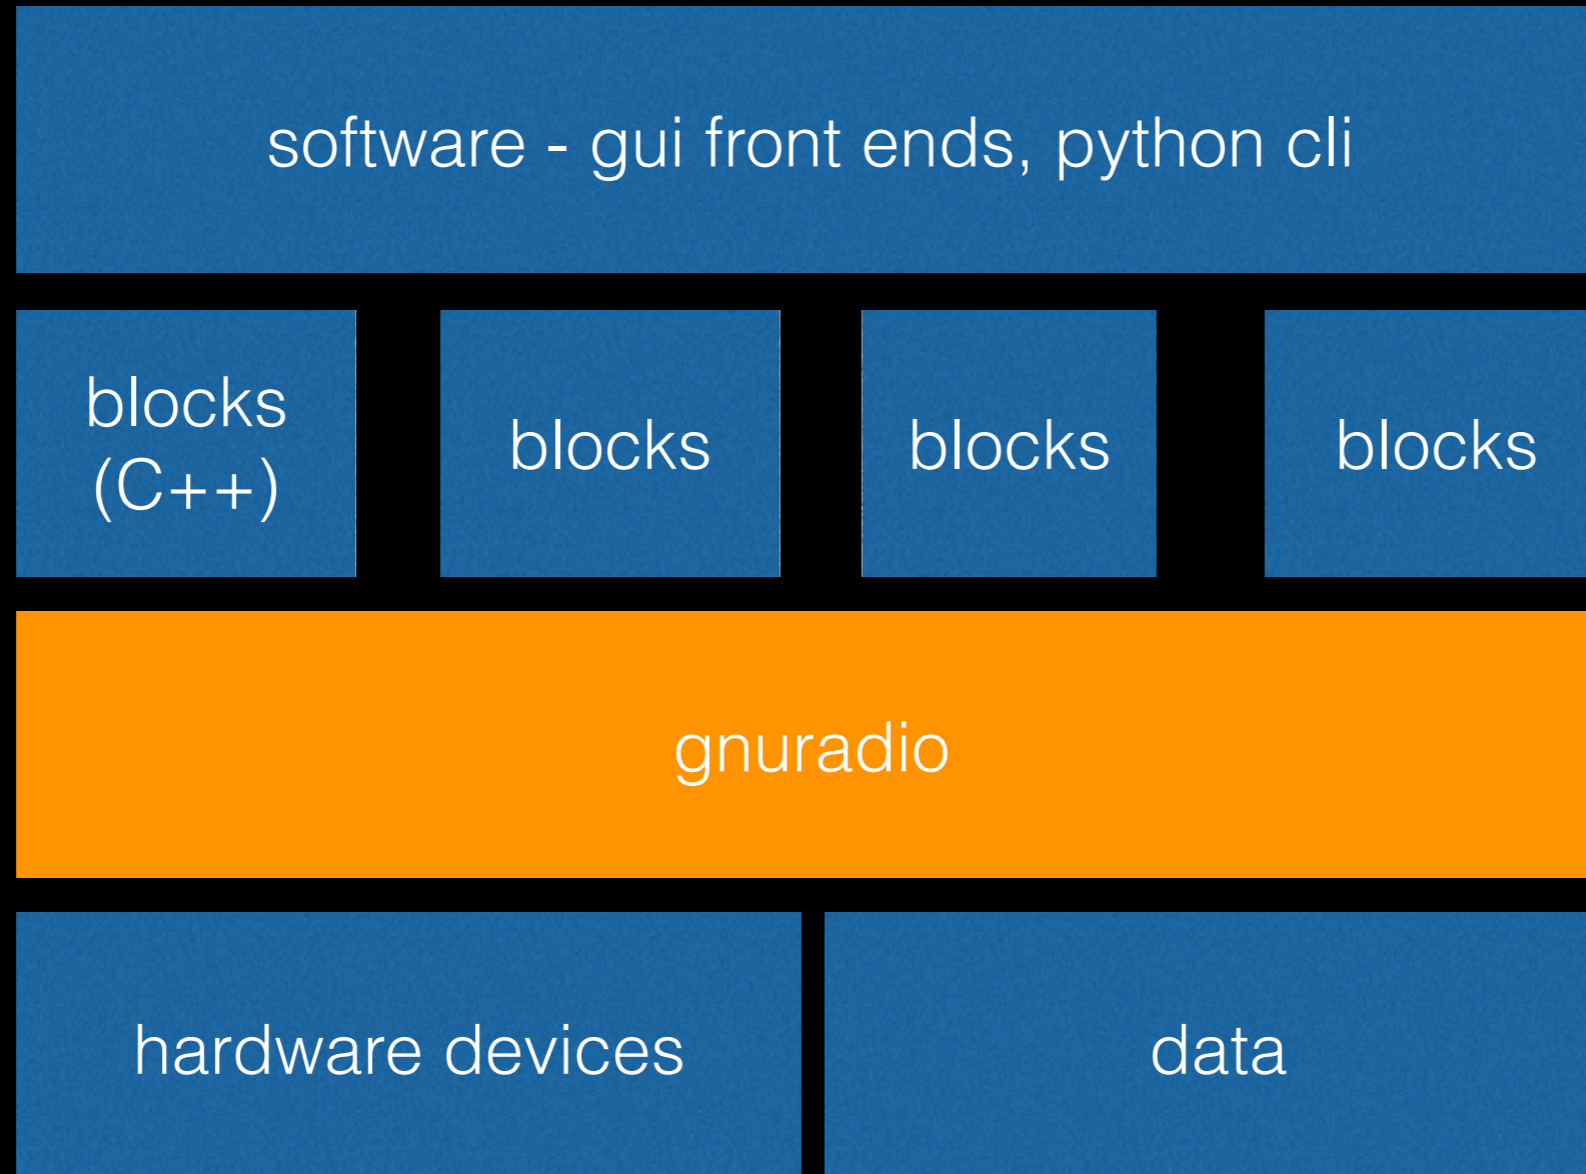 software - gui front ends, python cli
blocks
(C++)
blocks
blocks
blocks
gnuradio
hardware devices
data